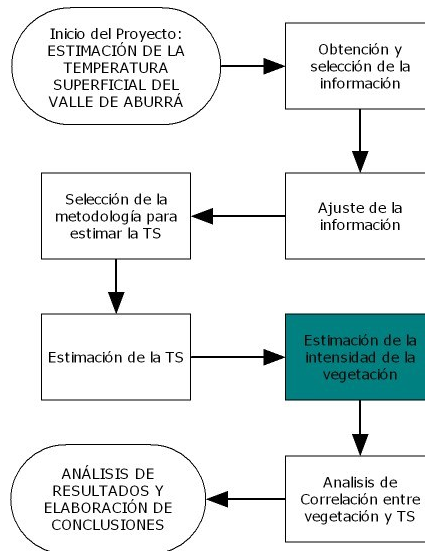 Inicio del Proyecto:
ESTIMACIÓN DE LA
TEMPERATURA
SUPERFICIAL DEL
VALLE DE ABURRÁ
Obtención y
selección de la
información
Ajuste de la
información
Selección de la
metodología para
estimar la TS
Estimación de la TS
Estimación de la
intensidad de la
vegetación
Analisis de
Correlación entre
vegetación y TS
ANÁLISIS DE
RESULTADOS Y
ELABORACIÓN DE
CONCLUSIONES